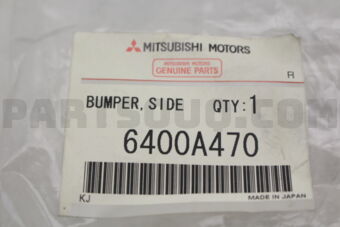 MITSUBISHI MOTORS
MITSUBISHI MOTORS
GENUINE PARTS
R
BUMPER, SIDE QTY:1
6400A470
KJ
MADE IN JAPAN
PARTSOUQ.COM